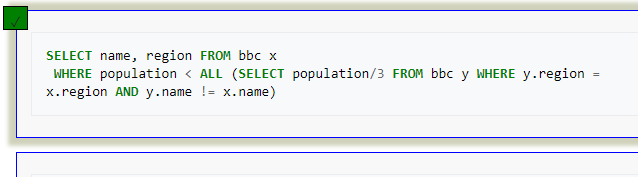 ✓
SELECT name, region FROM bbc x
WHERE population < ALL (SELECT population/3 FROM bbc y WHERE y.region =
x.region AND y.name != x.name)